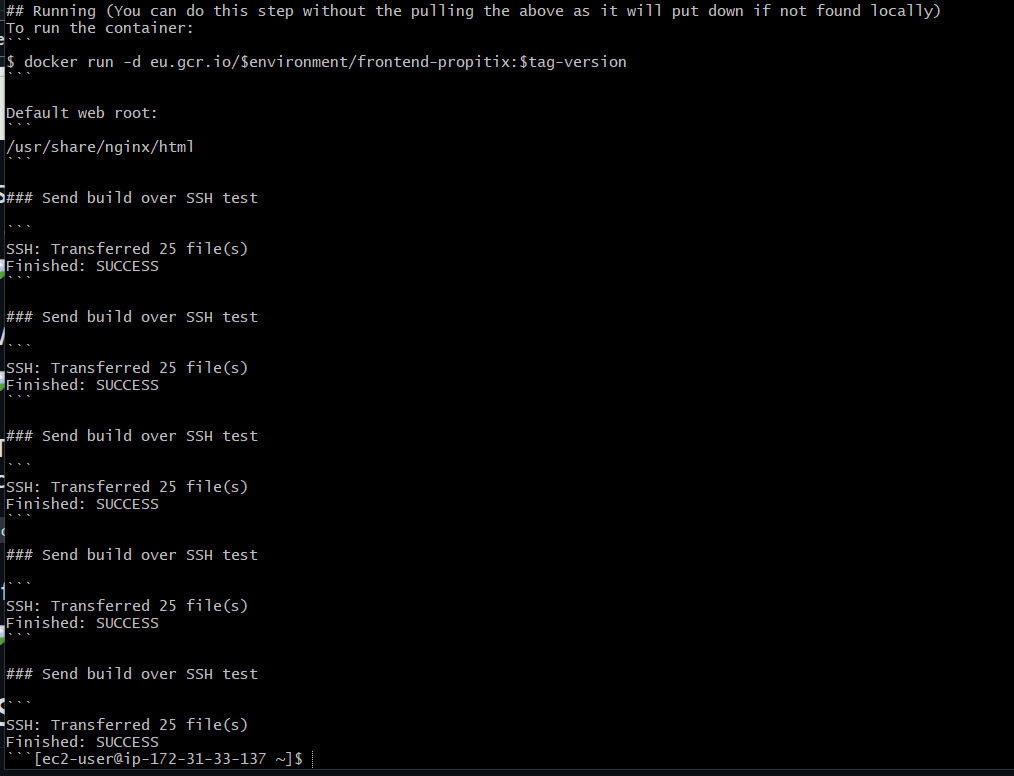 ## Running (You can do this step without the pulling the above as it will put down if not found locally)
To run the container:
```
$ docker run -d eu.gcr.io/$environment/frontend-propitix:$tag-version
```
Default web root:
```
/usr/share/nginx/html
```
### Send build over SSH test
```
SSH: Transferred 25 file(s)
Finished: SUCCESS
```
### Send build over SSH test
```
SSH: Transferred 25 file(s)
Finished: SUCCESS
```
### Send build over SSH test
```
SSH: Transferred 25 file(s)
Finished: SUCCESS
```
### Send build over SSH test
```
SSH: Transferred 25 file(s)
Finished: SUCCESS
```
### Send build over SSH test
```
SSH: Transferred 25 file(s)
Finished: SUCCESS
```[ec2-user@ip-172-31-33-137 ~]$